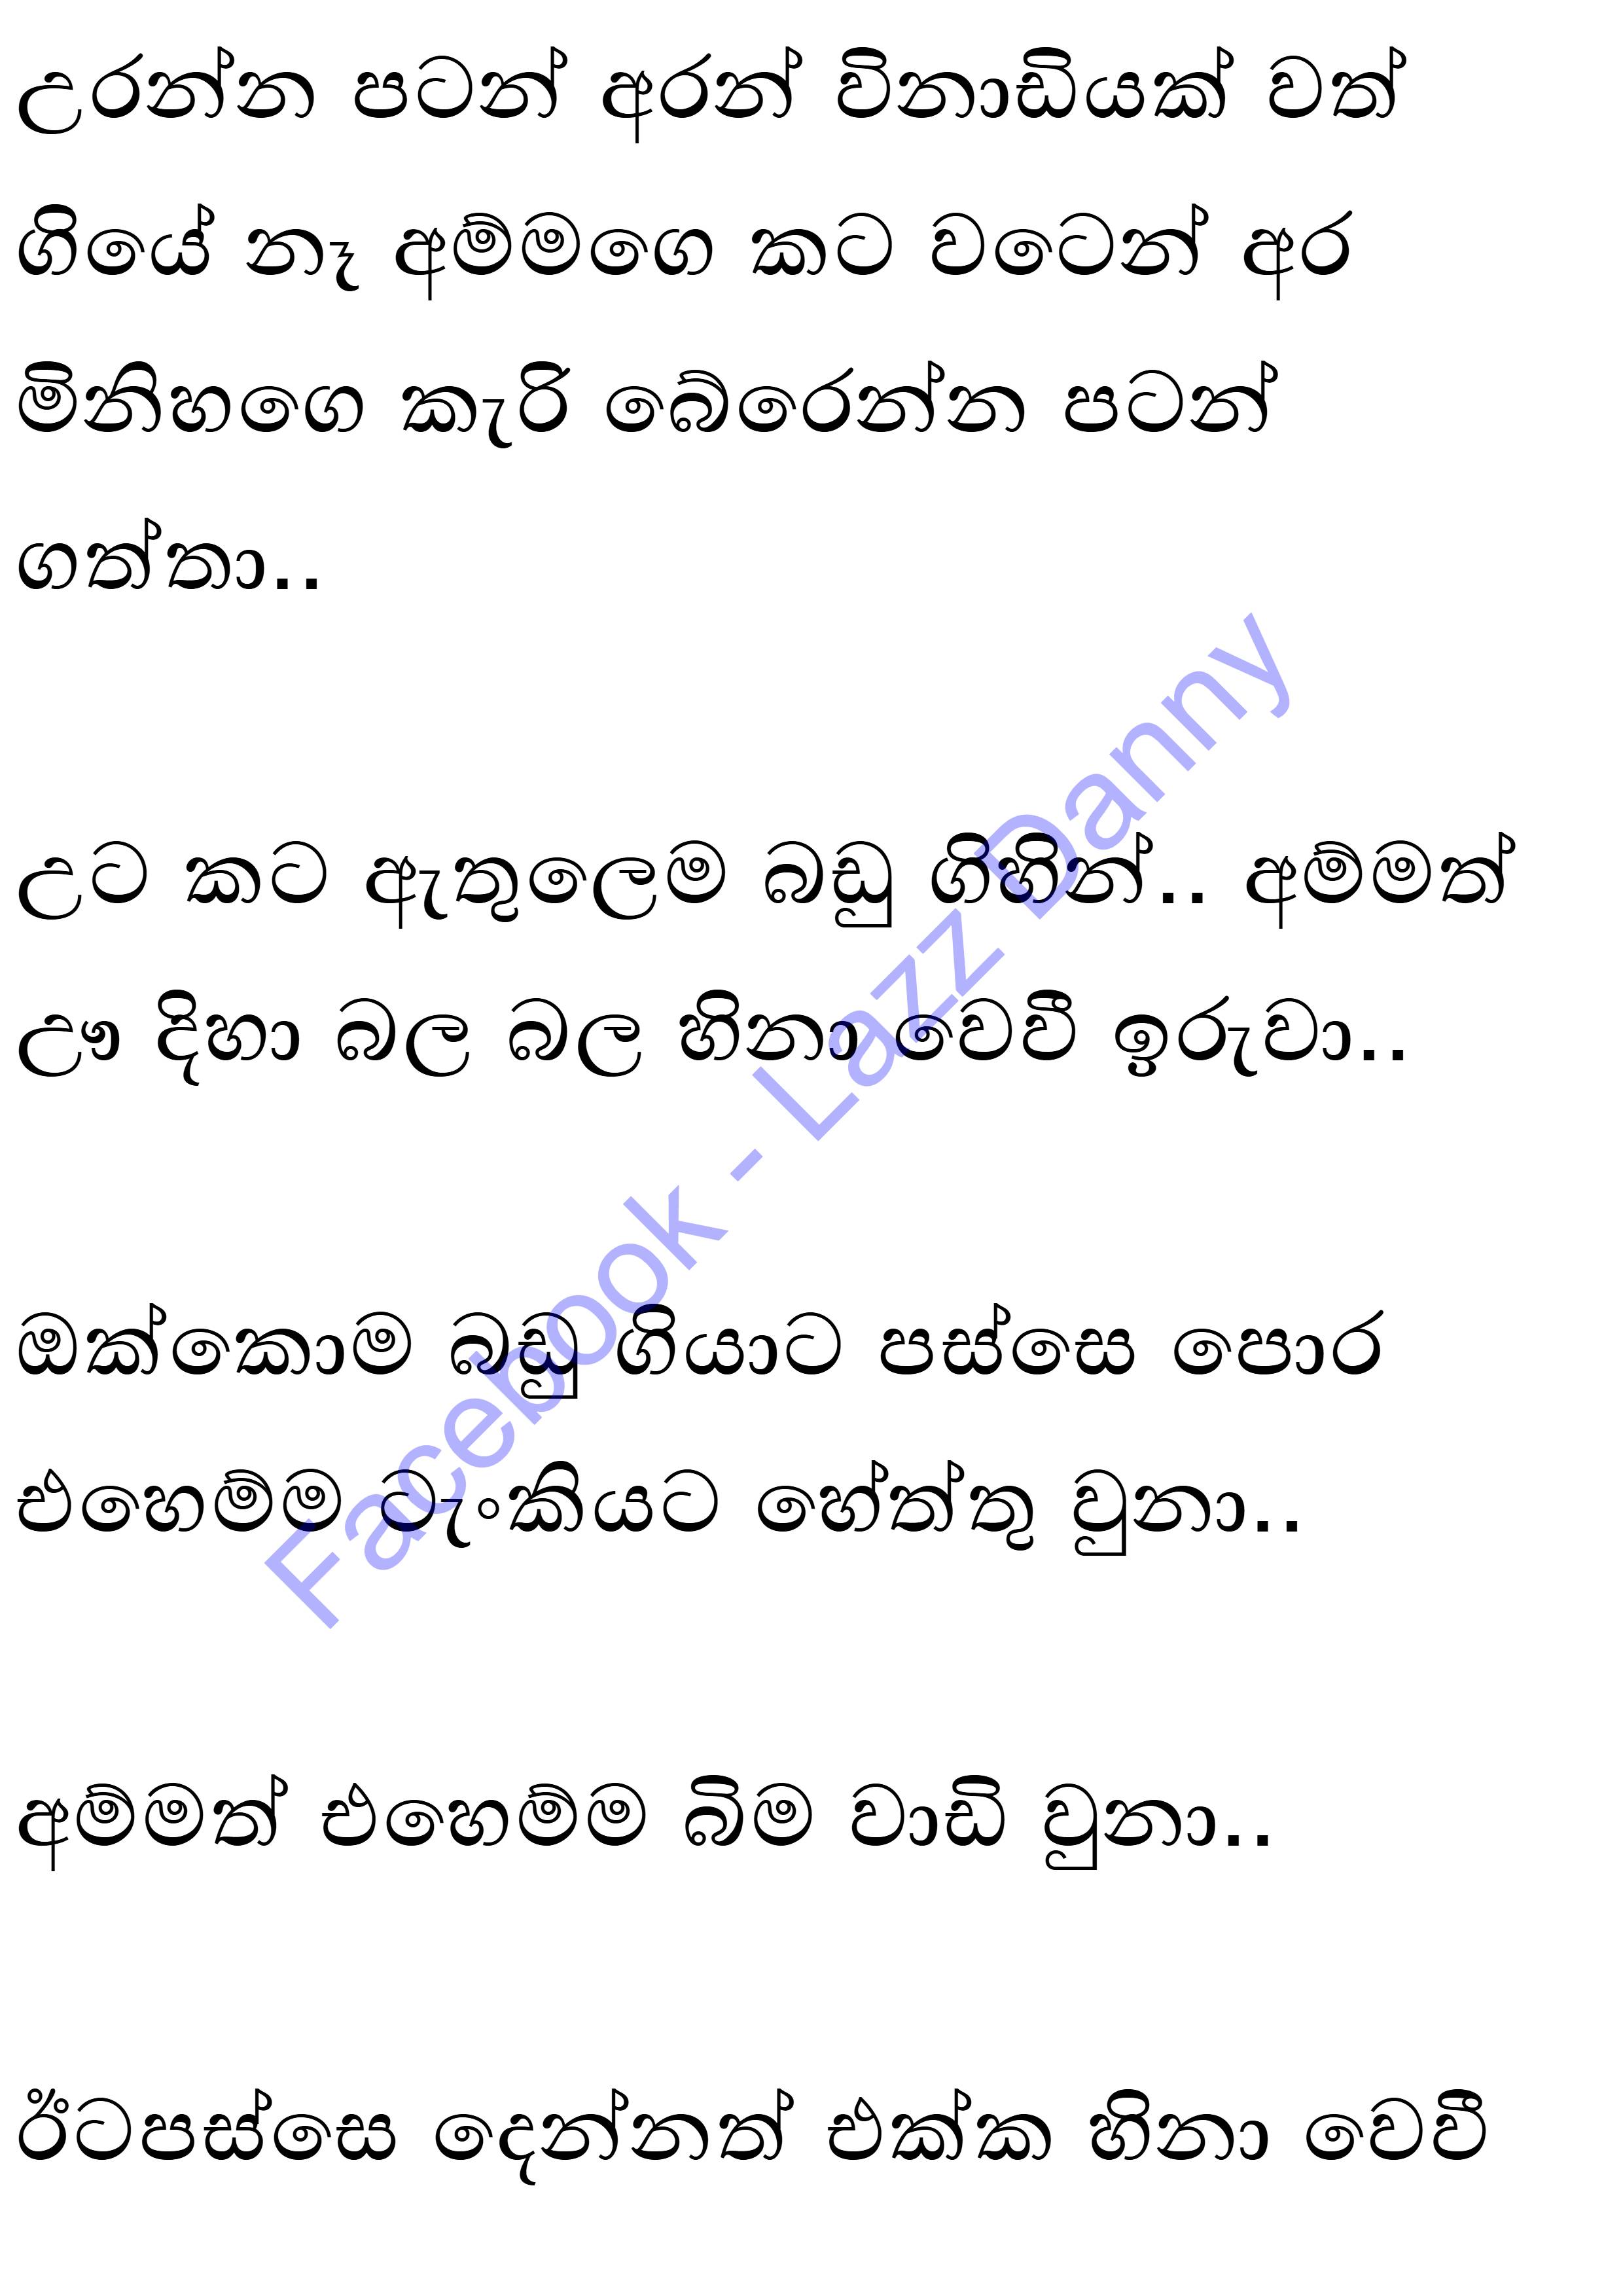 උරන්න පටන් අරන් විනාඩියක් වත්
ගියේ නෑ අම්මගෙ කට වටෙන් අර
මිනිහගෙ කැරි බේරෙන්න පටන්
ගත්තා..
උට කට ඇතුලෙම බඩු ගිහින්.. අම්මත්
ඌ දිහා බල බල හිනා වෙවී ඉරුවා..
ඔක්කොම බඩු ගියාට පස්සෙ පොර
එහෙම්ම ටැංකියට හේත්තු වුනා..
අම්මත් එහෙම්ම බිම වාඩි වුනා..
ඊටපස්සෙ දෙන්නත් එක්ක හිනා වෙවී
Facebook - Lazz Danny